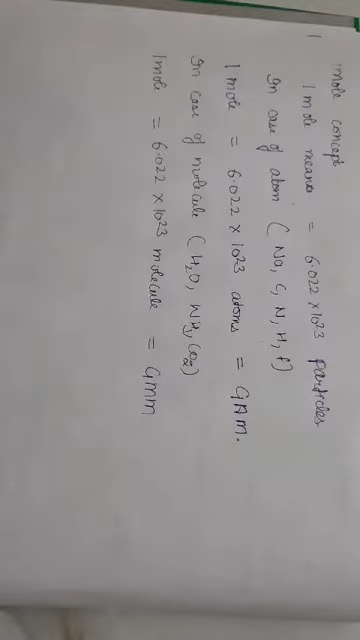 mole concept
1 mole means = 6.022 x 10²³ particles
In case of atom ( Na, C, N, H, P)
1 mole = 6.022 x 10²³ atoms = GAM.
In case of molecule ( H₂O, NH₃, CO₂)
1 mole = 6.022 x 10²³ molecule = GMM